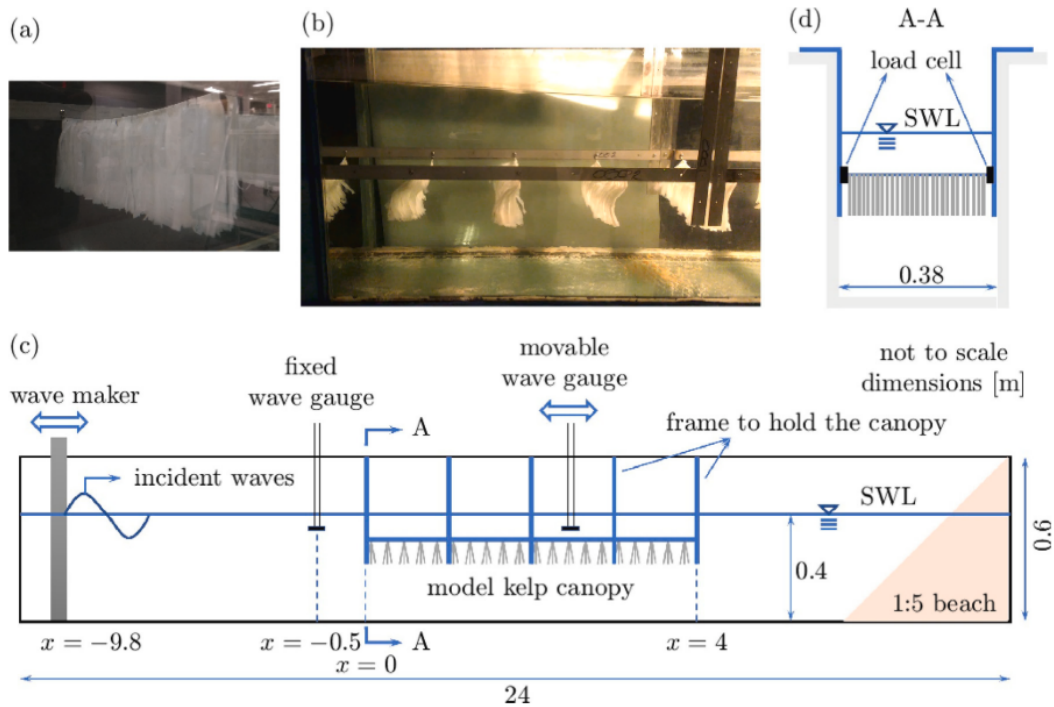 (a)
(b)
(d)
A-A
load cell
SWL
0.38
(c)
wave maker
incident waves
fixed
wave gauge
A
movable
wave gauge
not to scale
dimensions [m]
frame to hold the canopy
SWL
model kelp canopy
0.4
0.6
1:5 beach
x = −9.8
x = −0.5
A
x = 0
x = 4
24